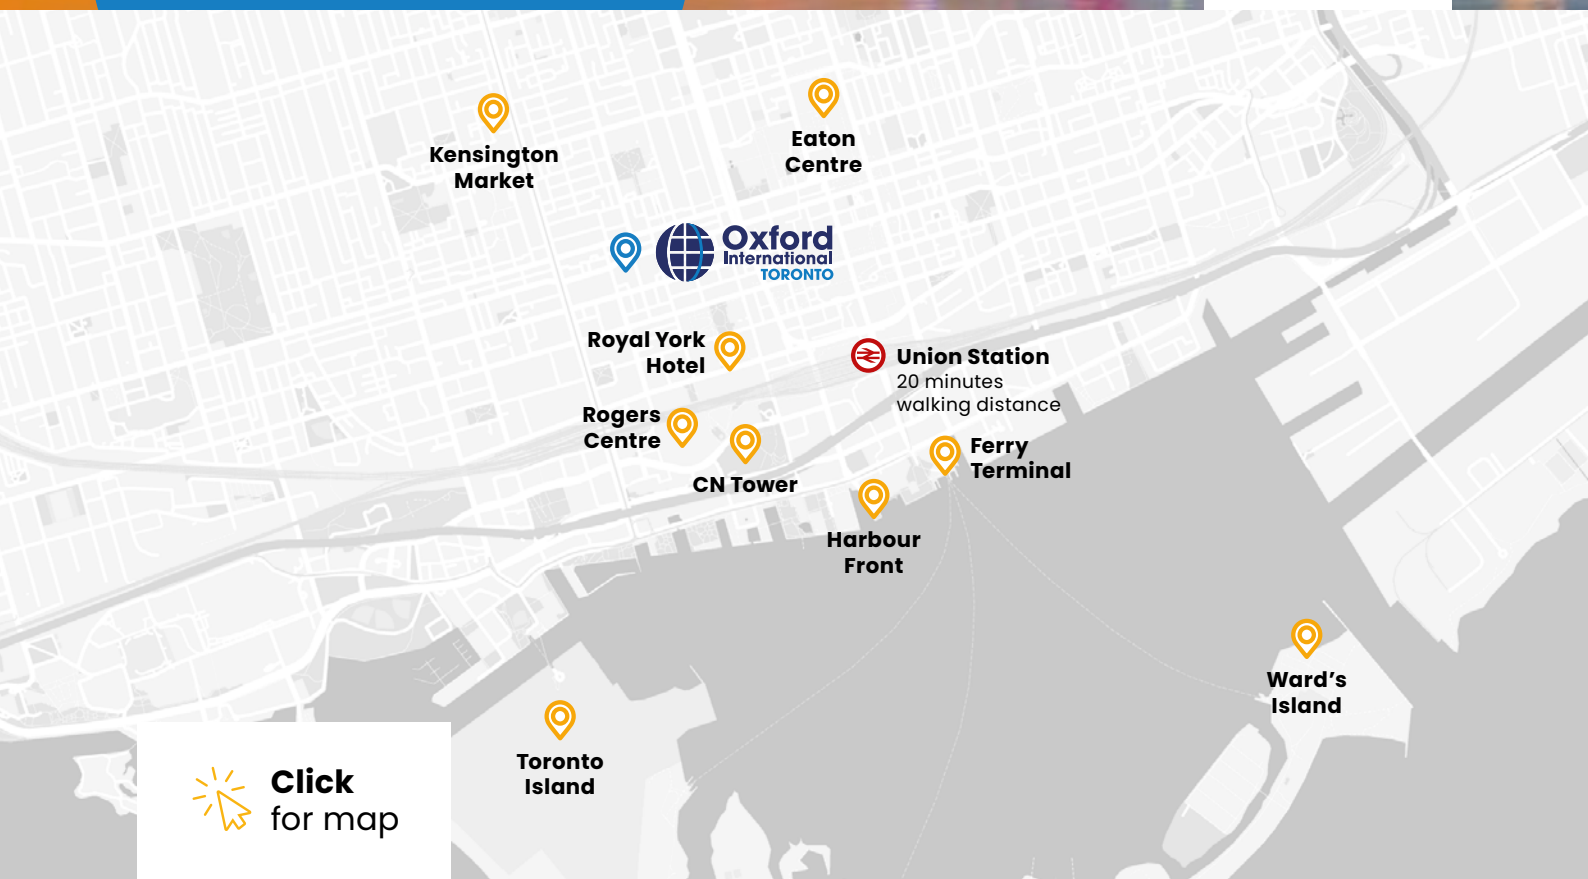 Eaton
Centre
Kensington
Market
Oxford
International
TORONTO
Royal York
Hotel
Union Station
20 minutes
walking distance
Rogers
Centre
Ferry
Terminal
CN Tower
Harbour
Front
Ward’s
Island
Toronto
Island
Click
for map